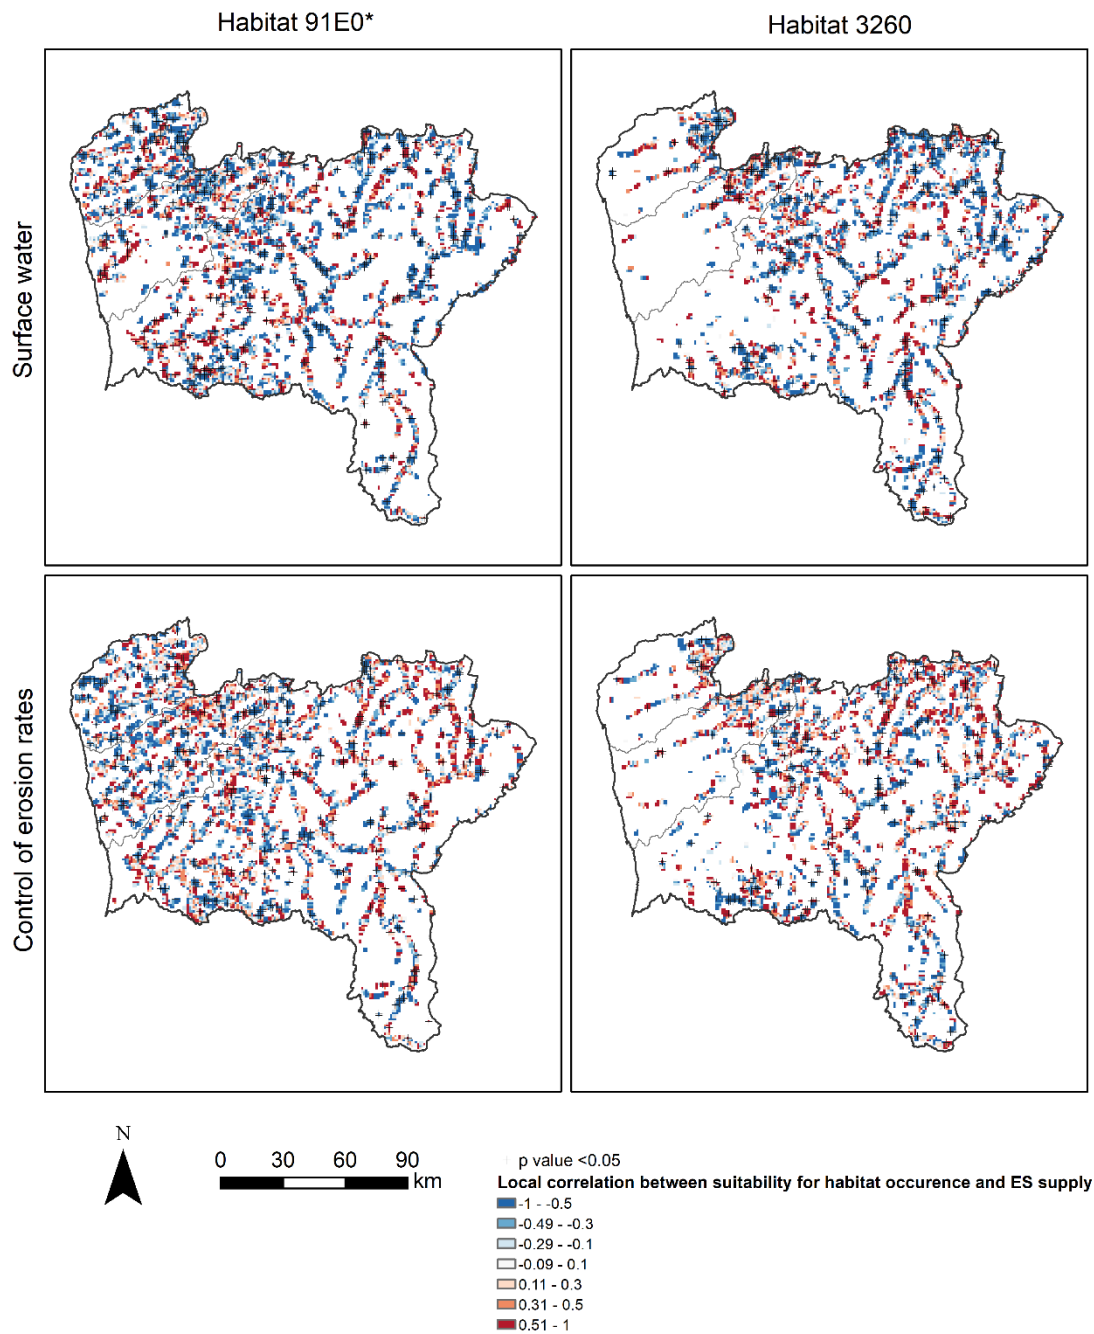 Habitat 91E0*
Habitat 3260
Surface water
Control of erosion rates
N
0 30 60 90
km
p value <0.05
Local correlation between suitability for habitat occurence and ES supply
-1 - -0.5
-0.49 - -0.3
-0.29 - -0.1
-0.09 - 0.1
0.11 - 0.3
0.31 - 0.5
0.51 - 1